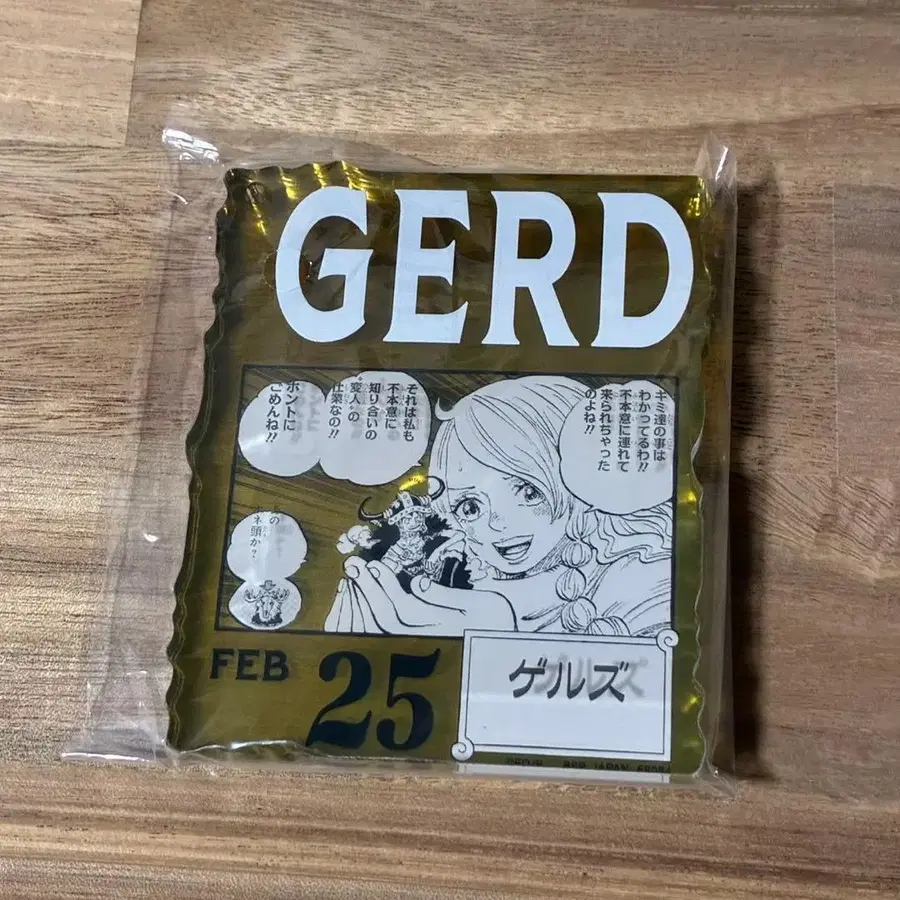 GERD
キミ達の事は
わかってるわ!!
不本意に連れて
来られちゃった
のよね!!
それは私も
不本意に
知り合いの
"変人"の
仕業なの!!
ホントに
ごめんね!!
の
ネ頭か?
FEB 25
ゲルズ
JAPAN